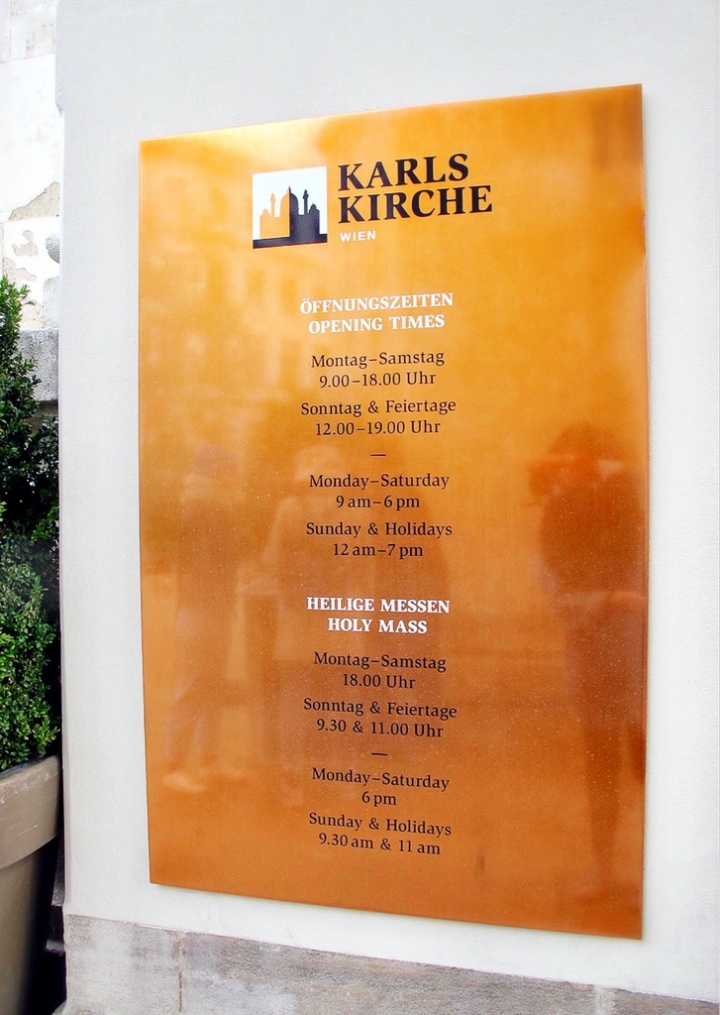 KARLS
KIRCHE
WIEN
ÖFFNUNGSZEITEN
OPENING TIMES
Montag–Samstag
9.00–18.00 Uhr
Sonntag & Feiertage
12.00–19.00 Uhr
—
Monday–Saturday
9 am–6 pm
Sunday & Holidays
12 am–7 pm
HEILIGE MESSEN
HOLY MASS
Montag–Samstag
18.00 Uhr
Sonntag & Feiertage
9.30 & 11.00 Uhr
—
Monday–Saturday
6 pm
Sunday & Holidays
9.30 am & 11 am